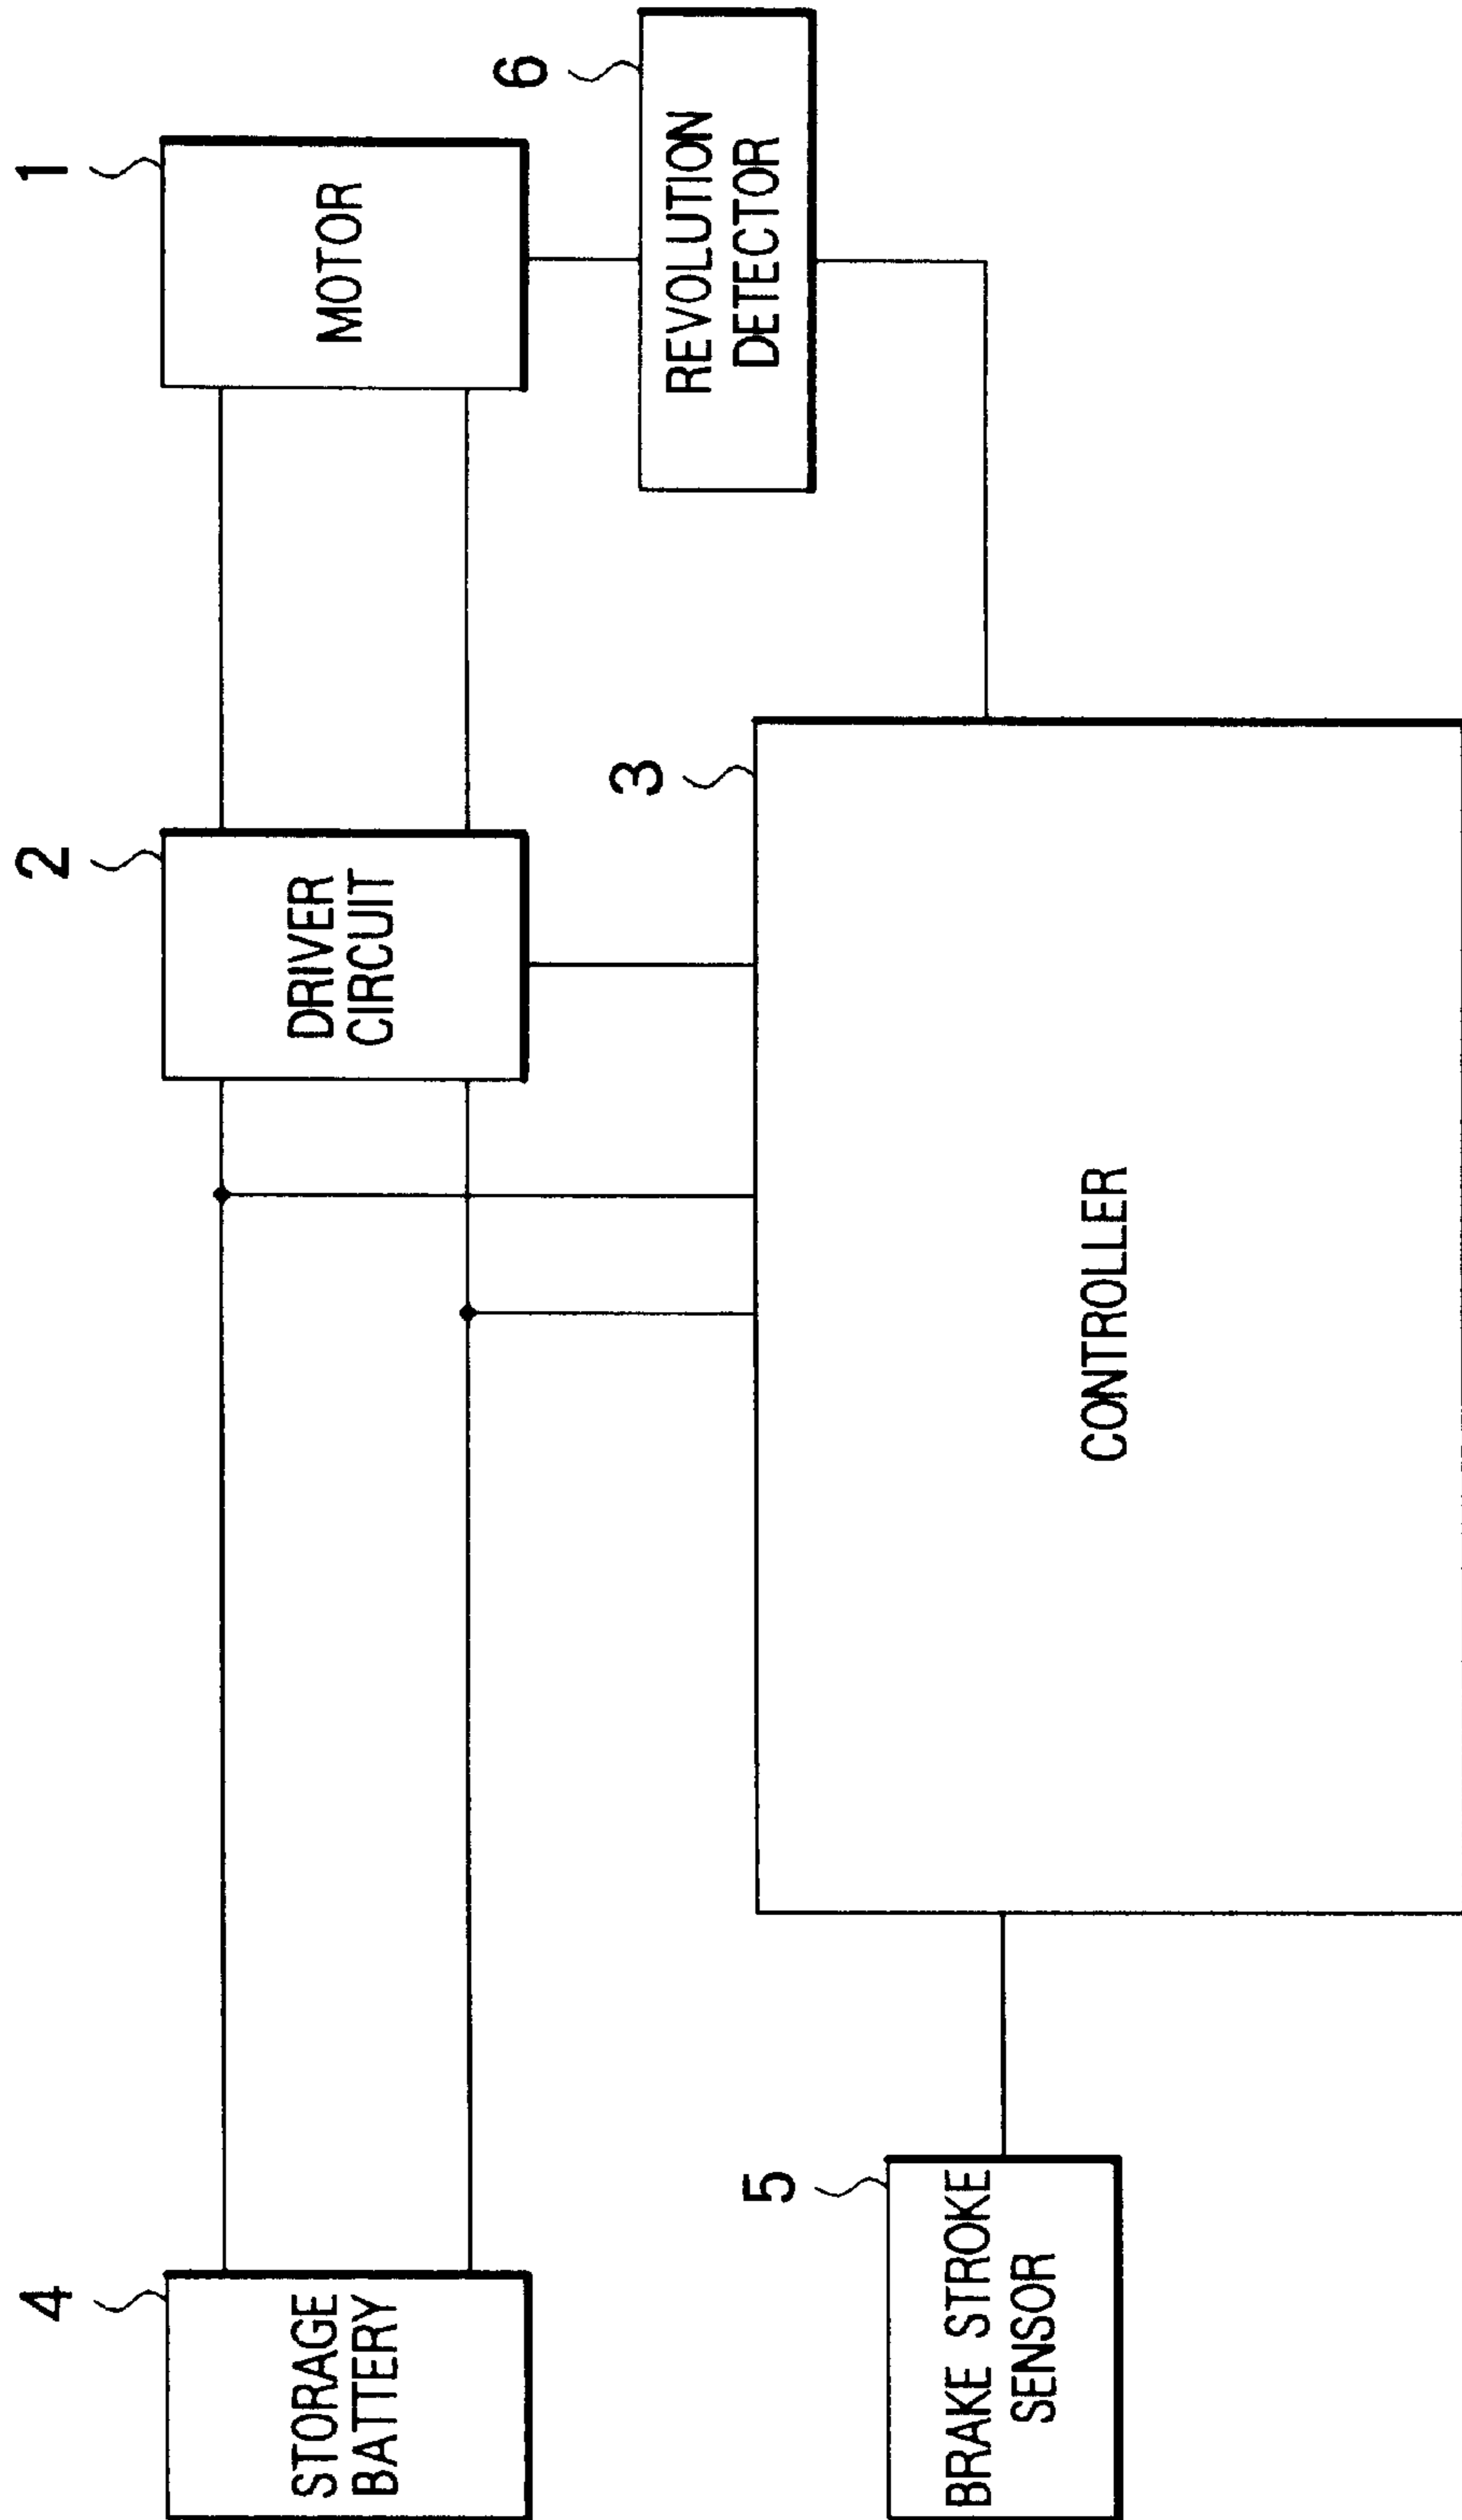 4
STORAGE
BATTERY
2
DRIVER
CIRCUIT
1
MOTOR
6
REVOLUTION
DETECTOR
3
CONTROLLER
5
BRAKE STROKE
SENSOR